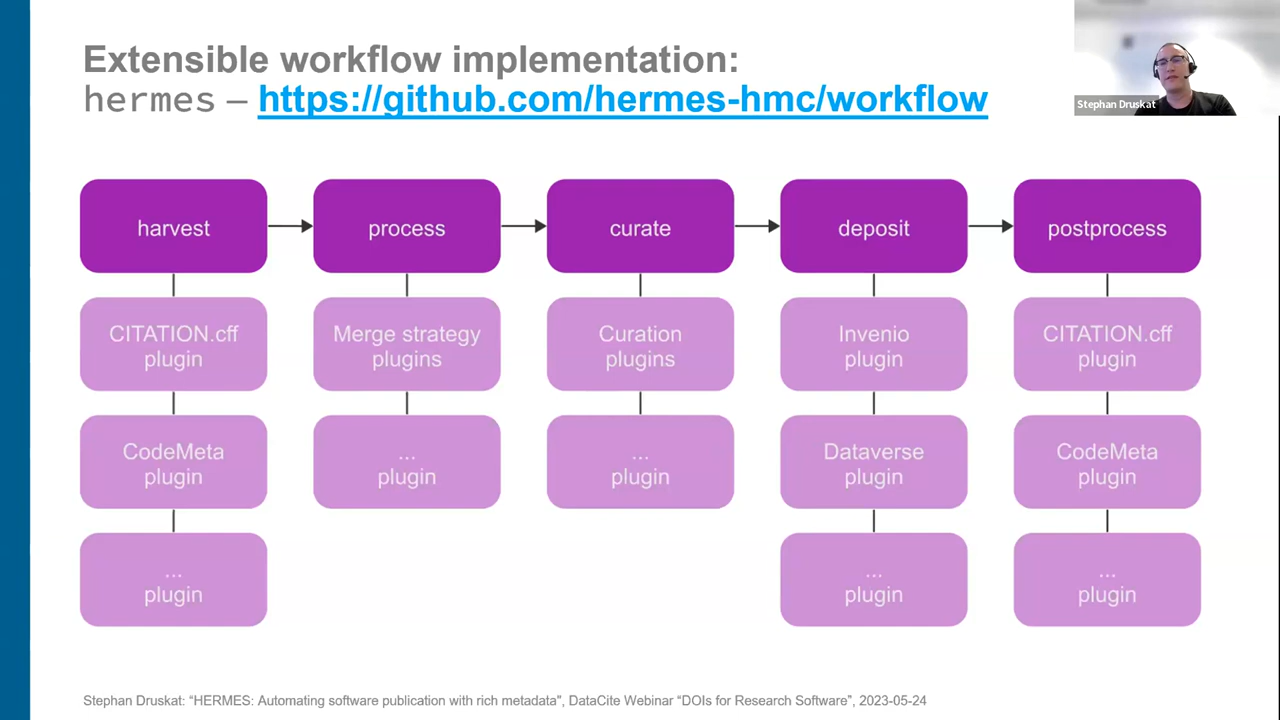 Extensible workflow implementation:
hermes – https://github.com/hermes-hmc/workflow
Stephan Druskat
harvest
process
curate
deposit
postprocess
CITATION.cff
plugin
Merge strategy
plugins
Curation
plugins
Invenio
plugin
CITATION.cff
plugin
CodeMeta
plugin
...
plugin
...
plugin
Dataverse
plugin
CodeMeta
plugin
...
plugin
...
plugin
...
plugin
Stephan Druskat: “HERMES: Automating software publication with rich metadata", DataCite Webinar “DOIs for Research Software”, 2023-05-24